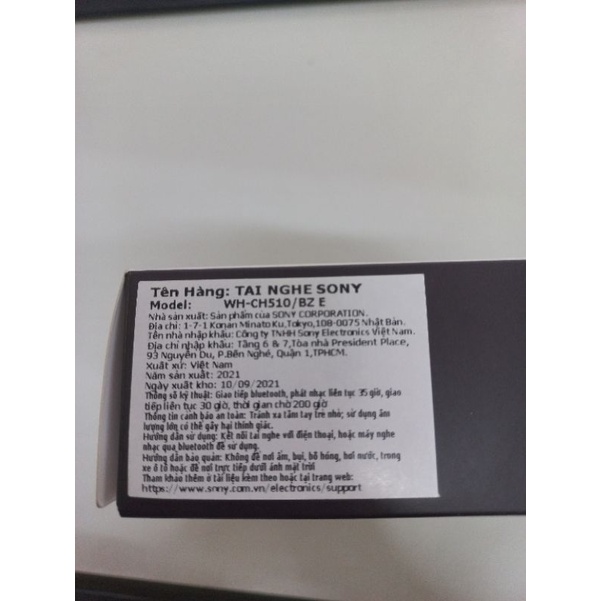 Tên Hàng: TAI NGHE SONY
Model: WH-CH510/BZ E
Nhà sản xuất: Sản phẩm của SONY CORPORATION.
Địa chỉ: 1-7-1 Konan Minato Ku,Tokyo,108-0075 Nhật Bản.
Tên nhà nhập khẩu: Công ty TNHH Sony Electronics Việt Nam.
Địa chỉ nhập khẩu: Tầng 6 & 7,Tòa nhà President Place,
93 Nguyễn Du, P.Bến Nghé, Quận 1,TPHCM.
Xuất xứ: Việt Nam
Năm sản xuất: 2021
Ngày xuất kho: 10/09/2021
Thông số kỹ thuật: Giao tiếp bluetooth, phát nhạc liên tục 35 giờ, giao
tiếp liên tục 30 giờ, thời gian chờ 200 giờ
Thông tin cảnh báo an toàn: Tránh xa tầm tay trẻ nhỏ; sử dụng âm
lượng lớn có thể gây hại thính giác.
Hướng dẫn sử dụng: Kết nối tai nghe với điện thoại, hoặc máy nghe
nhạc qua bluetooth để sử dụng.
Hướng dẫn bảo quản: Không để nơi ẩm, bụi, bồ hóng, hơi nước, trong
xe ô tô hoặc để nơi trực tiếp dưới ánh mặt trời
Tham khảo thêm ở tài liệu kèm theo hoặc tại trang web:
https://www.sony.com.vn/electronics/support